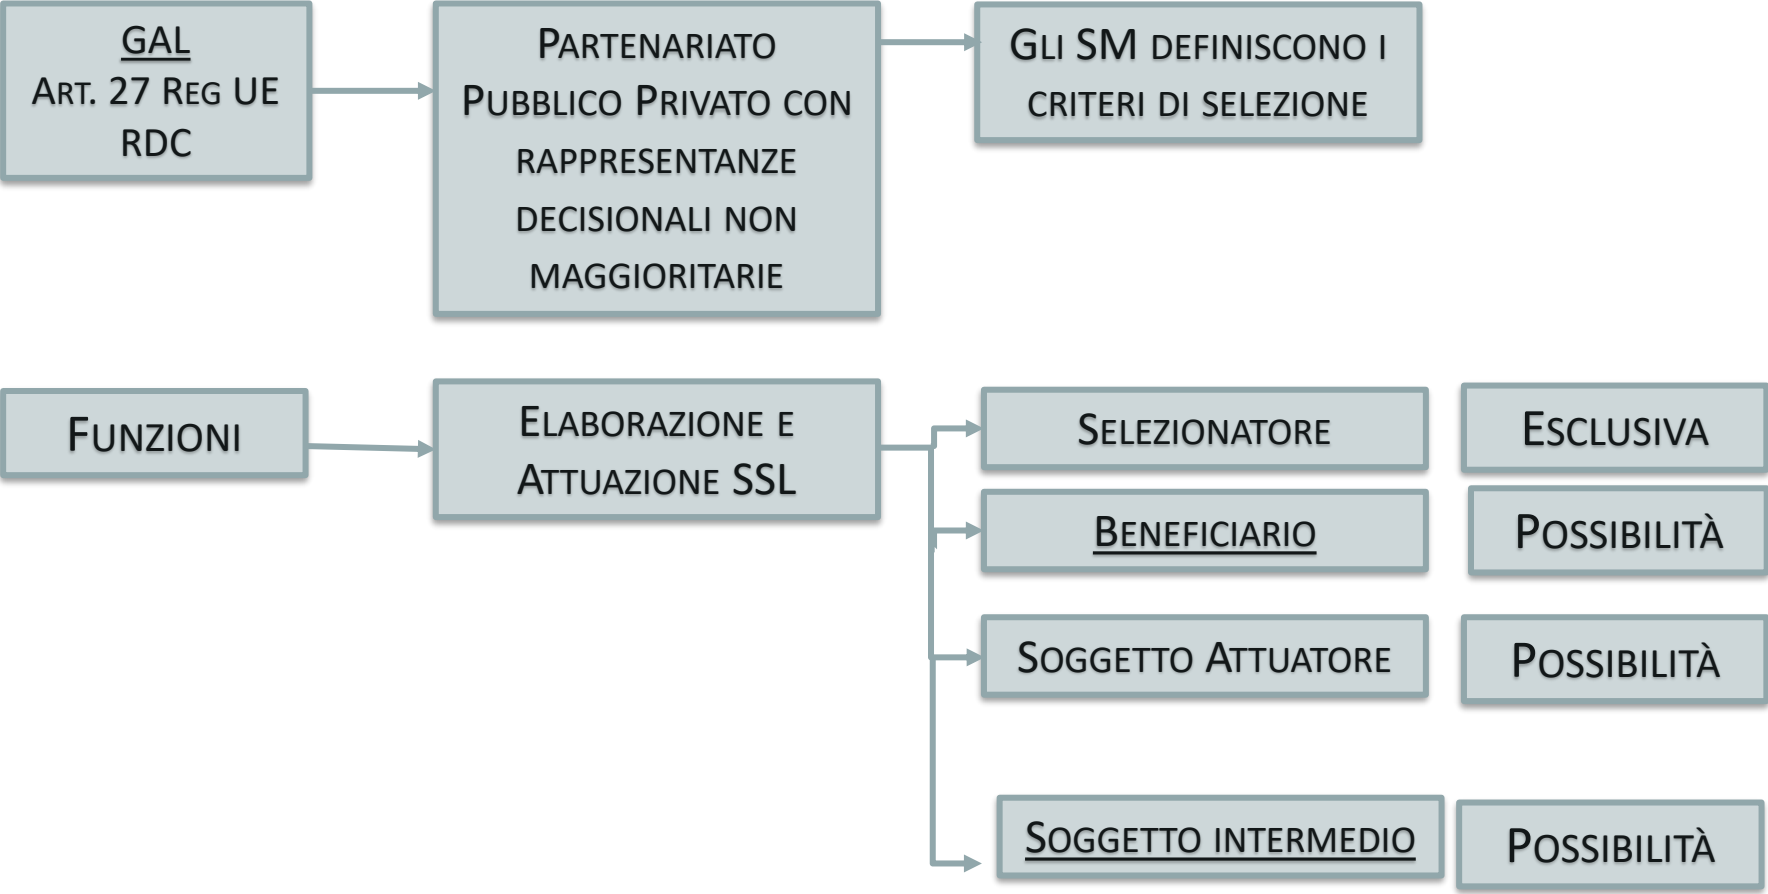 GAL
Art. 27 Reg UE
RDC
Partenariato
Pubblico Privato con
rappresentanze
decisionali non
maggioritarie
Gli SM definiscono i
criteri di selezione
Funzioni
Elaborazione e
Attuazione SSL
Selezionatore
Esclusiva
Beneficiario
Possibilità
Soggetto Attuatore
Possibilità
Soggetto intermedio
Possibilità